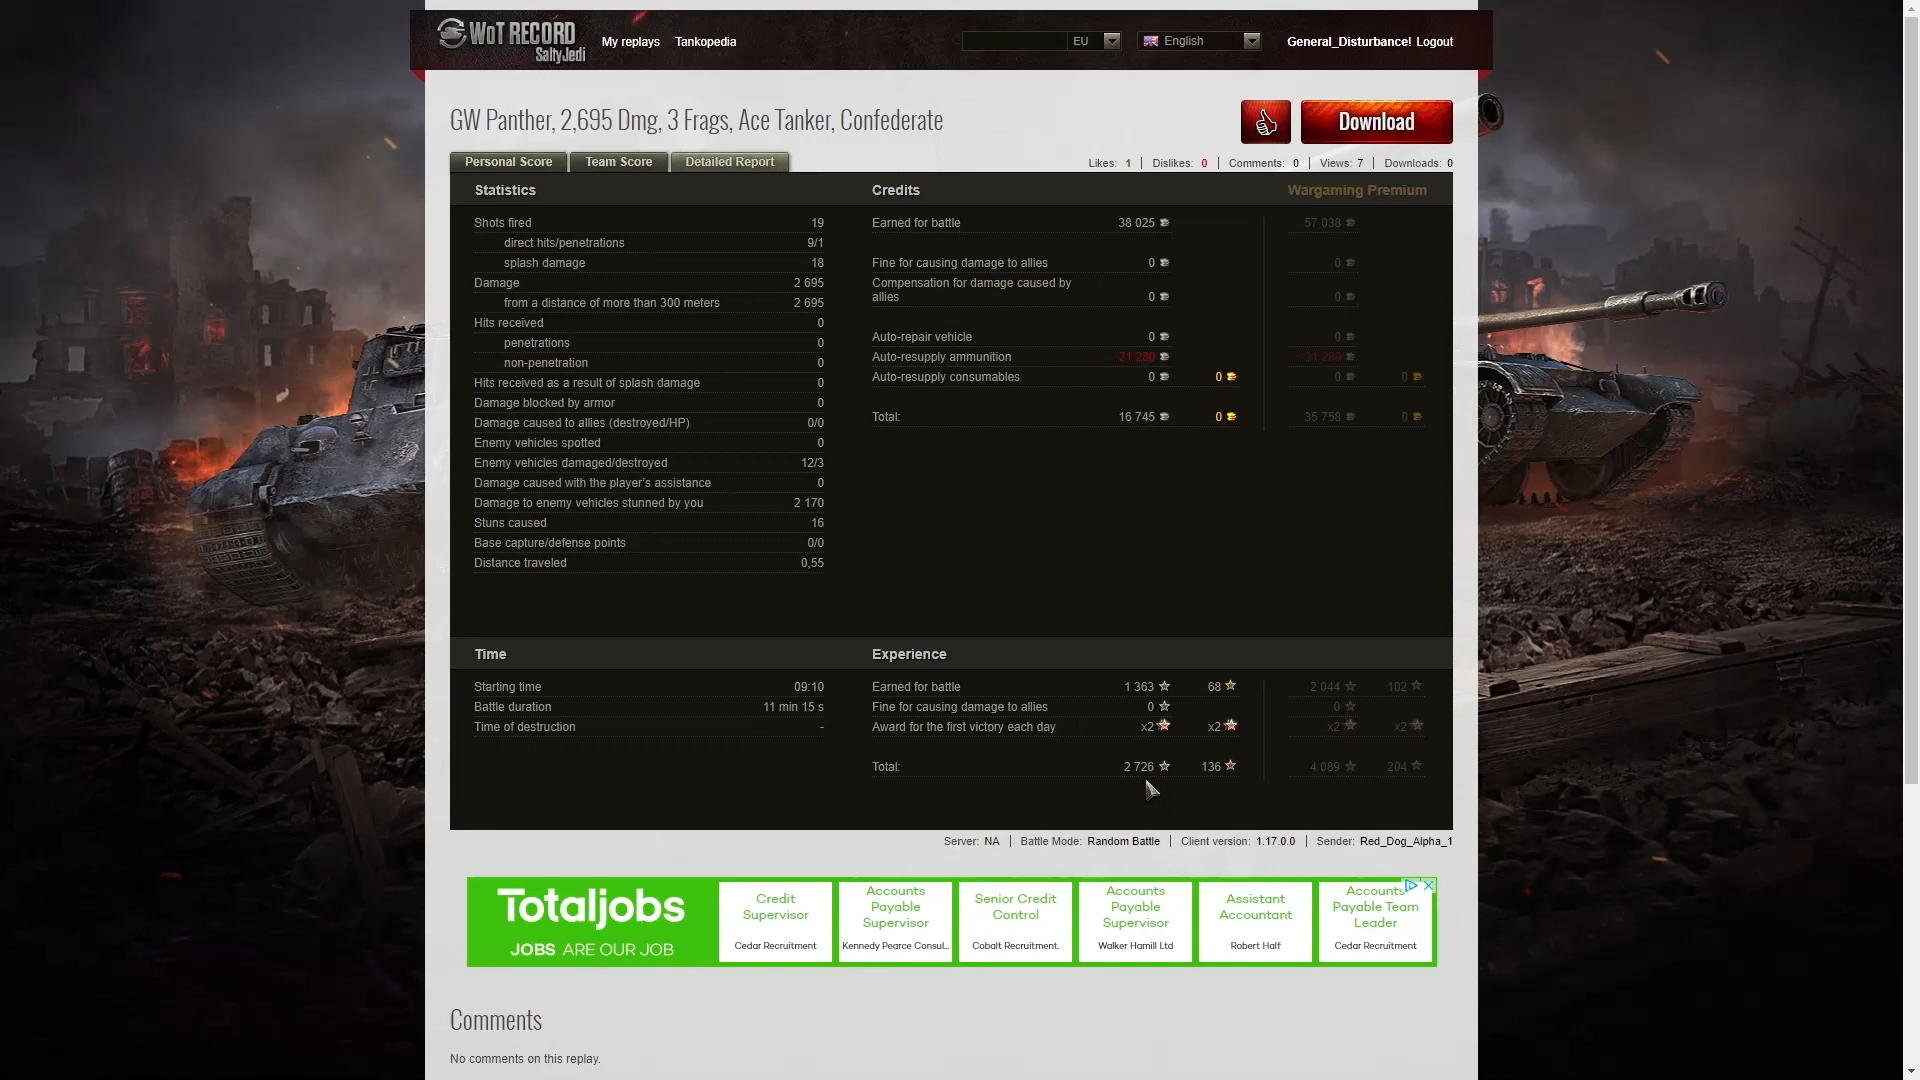 WoT RECORD
SaltyJedi
My replays Tankopedia
EU
English
General_Disturbance! Logout
GW Panther, 2,695 Dmg, 3 Frags, Ace Tanker, Confederate
Download
Personal Score Team Score Detailed Report
Likes: 1 | Dislikes: 0 | Comments: 0 | Views: 7 | Downloads: 0
Statistics
Shots fired 19
direct hits/penetrations 9/1
splash damage 18
Damage 2 695
from a distance of more than 300 meters 2 695
Hits received 0
penetrations 0
non-penetration 0
Hits received as a result of splash damage 0
Damage blocked by armor 0
Damage caused to allies (destroyed/HP) 0/0
Enemy vehicles spotted 0
Enemy vehicles damaged/destroyed 12/3
Damage caused with the player's assistance 0
Damage to enemy vehicles stunned by you 2 170
Stuns caused 16
Base capture/defense points 0/0
Distance traveled 0,55
Credits Wargaming Premium
Earned for battle 38 025 57 038
Fine for causing damage to allies 0 0
Compensation for damage caused by
allies 0 0
Auto-repair vehicle 0 0
Auto-resupply ammunition -21 280 -21 280
Auto-resupply consumables 0 0 0 0
Total: 16 745 0 35 758 0
Time
Starting time 09:10
Battle duration 11 min 15 s
Time of destruction -
Experience
Earned for battle 1 363 68 2 044 102
Fine for causing damage to allies 0 0
Award for the first victory each day x2 x2 x2 x2
Total: 2 726 136 4 089 204
Server: NA | Battle Mode: Random Battle | Client version: 1.17.0.0 | Sender: Red_Dog_Alpha_1
Totaljobs
JOBS ARE OUR JOB
Credit
Supervisor
Cedar Recruitment
Accounts
Payable
Supervisor
Kennedy Pearce Consul...
Senior Credit
Control
Cobalt Recruitment.
Accounts
Payable
Supervisor
Walker Hamill Ltd
Assistant
Accountant
Robert Half
Accounts
Payable Team
Leader
Cedar Recruitment
Comments
No comments on this replay.